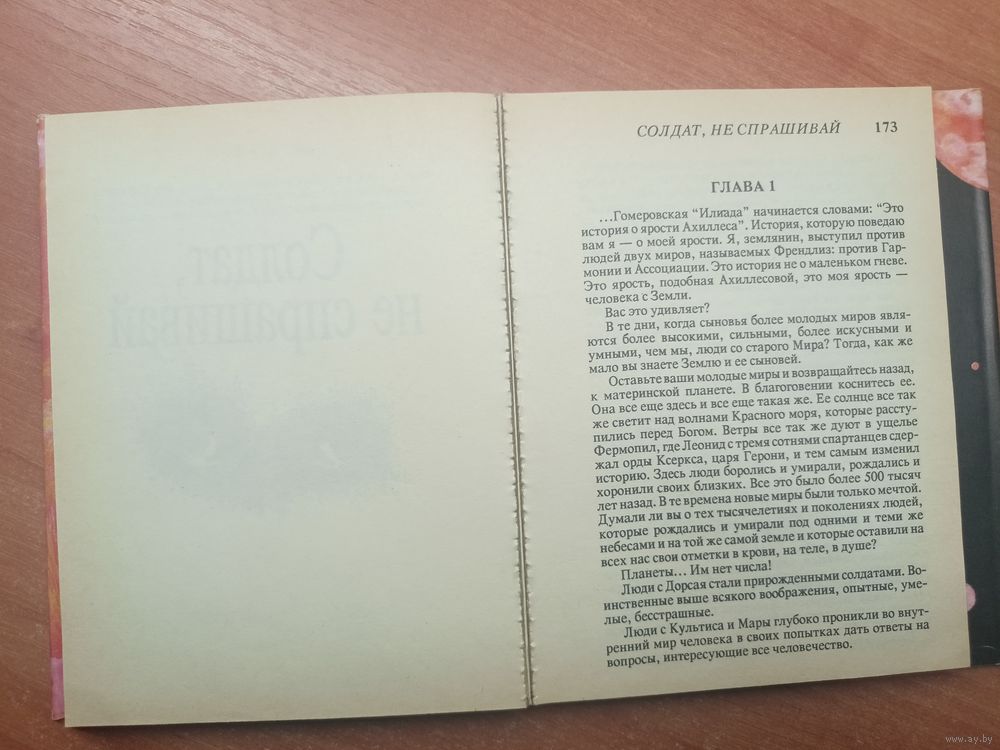 Солдат,
не спрашивай
СОЛДАТ, НЕ СПРАШИВАЙ 173
ГЛАВА 1
...Гомеровская “Илиада” начинается словами: “Это
история о ярости Ахиллеса”. История, которую поведаю
вам я — о моей ярости. Я, землянин, выступил против
людей двух миров, называемых Френдлиз: против Гар-
монии и Ассоциации. Это история не о маленьком гневе.
Это ярость, подобная Ахиллесовой, это моя ярость —
человека с Земли.
Вас это удивляет?
В те дни, когда сыновья более молодых миров явля-
ются более высокими, сильными, более искусными и
умными, чем мы, люди со старого Мира? Тогда, как же
мало вы знаете Землю и ее сыновей.
Оставьте ваши молодые миры и возвращайтесь назад,
к материнской планете. В благоговении коснитесь ее.
Она все еще здесь и все еще такая же. Ее солнце все так
же светит над волнами Красного моря, которые рассту-
пились перед Богом. Ветры все так же дуют в ущелье
Фермопил, где Леонид с тремя сотнями спартанцев сдер-
жал орды Ксеркса, царя Герони, и тем самым изменил
историю. Здесь люди боролись и умирали, рождались и
хоронили своих близких. Все это было более 500 тысяч
лет назад. В те времена новые миры были только мечтой.
Думали ли вы о тех тысячелетиях и поколениях людей,
которые рождались и умирали под одними и теми же
небесами и на той же самой земле и которые оставили на
всех нас свои отметки в крови, на теле, в душе?
Планеты... Им нет числа!
Люди с Дорсая стали прирожденными солдатами. Во-
инственные выше всякого воображения, опытные, уме-
лые, бесстрашные.
Люди с Культиса и Мары глубоко проникли во внут-
ренний мир человека в своих попытках дать ответы на
вопросы, интересующие все человечество.
www.ay.by